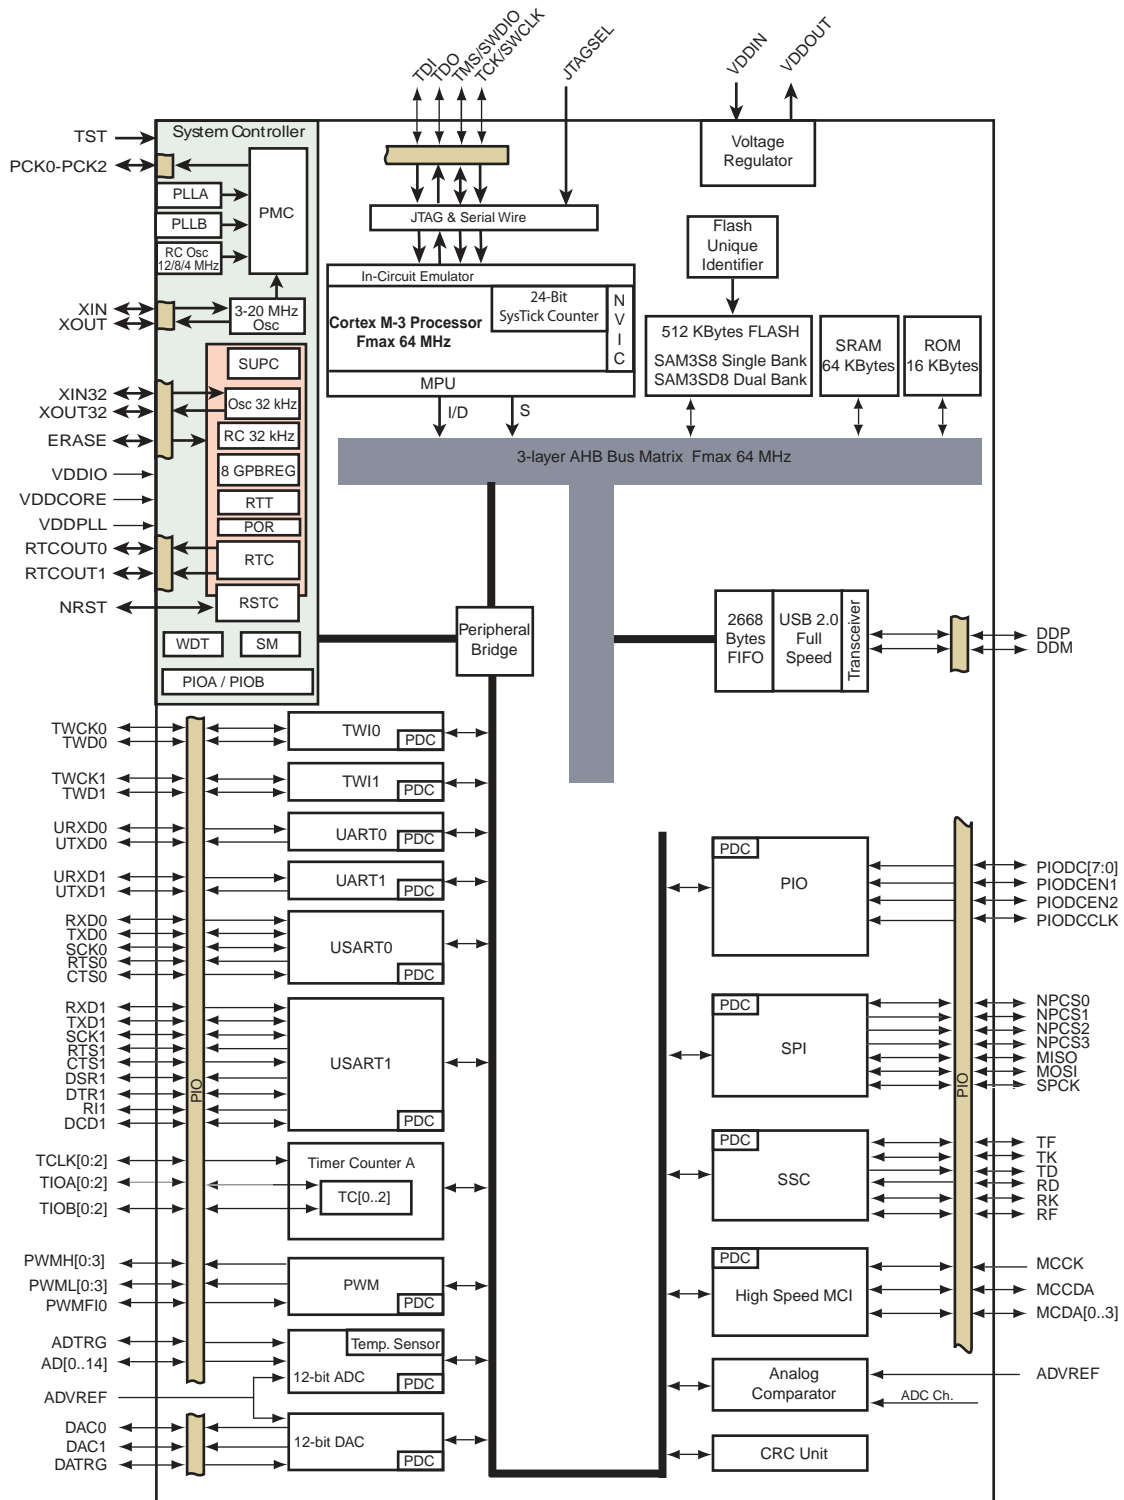 TDI
TDO
TMS/SWDIO
TCK/SWCLK
JTAGSEL
VDDIN
VDDOUT
System Controller
TST
PCK0-PCK2
PLLA
PLLB
RC Osc
12/8/4 MHz
PMC
XIN
XOUT
3-20 MHz
Osc
SUPC
XIN32
XOUT32
ERASE
Osc 32 kHz
RC 32 kHz
8 GPBREG
RTT
POR
RTC
RSTC
VDDIO
VDDCORE
VDDPLL
RTCOUT0
RTCOUT1
NRST
WDT
SM
PIOA / PIOB
JTAG & Serial Wire
In-Circuit Emulator
24-Bit
SysTick Counter
Cortex M-3 Processor
Fmax 64 MHz
N
V
I
C
MPU
I/D
S
Voltage
Regulator
Flash
Unique
Identifier
512 KBytes FLASH
SAM3S8 Single Bank
SAM3SD8 Dual Bank
SRAM
64 KBytes
ROM
16 KBytes
3-layer AHB Bus Matrix Fmax 64 MHz
Peripheral
Bridge
2668
Bytes
FIFO
USB 2.0
Full
Speed
Transceiver
DDP
DDM
TWCK0
TWD0
TWI0
PDC
TWCK1
TWD1
TWI1
PDC
URXD0
UTXD0
UART0
PDC
URXD1
UTXD1
UART1
PDC
RXD0
TXD0
SCK0
RTS0
CTS0
USART0
PDC
RXD1
TXD1
SCK1
RTS1
CTS1
DSR1
DTR1
RI1
DCD1
PIO
USART1
PDC
TCLK[0:2]
TIOA[0:2]
TIOB[0:2]
Timer Counter A
TC[0..2]
PWMH[0:3]
PWML[0:3]
PWMFI0
PWM
PDC
ADTRG
AD[0..14]
ADVREF
Temp. Sensor
12-bit ADC
PDC
DAC0
DAC1
DATRG
12-bit DAC
PDC
PDC
PIO
PIODC[7:0]
PIODCEN1
PIODCEN2
PIODCCLK
PDC
SPI
NPCS0
NPCS1
NPCS2
NPCS3
MISO
MOSI
SPCK
PIO
PDC
SSC
TF
TK
TD
RD
RK
RF
PDC
High Speed MCI
MCCK
MCCDA
MCDA[0..3]
Analog
Comparator
ADVREF
ADC Ch.
CRC Unit